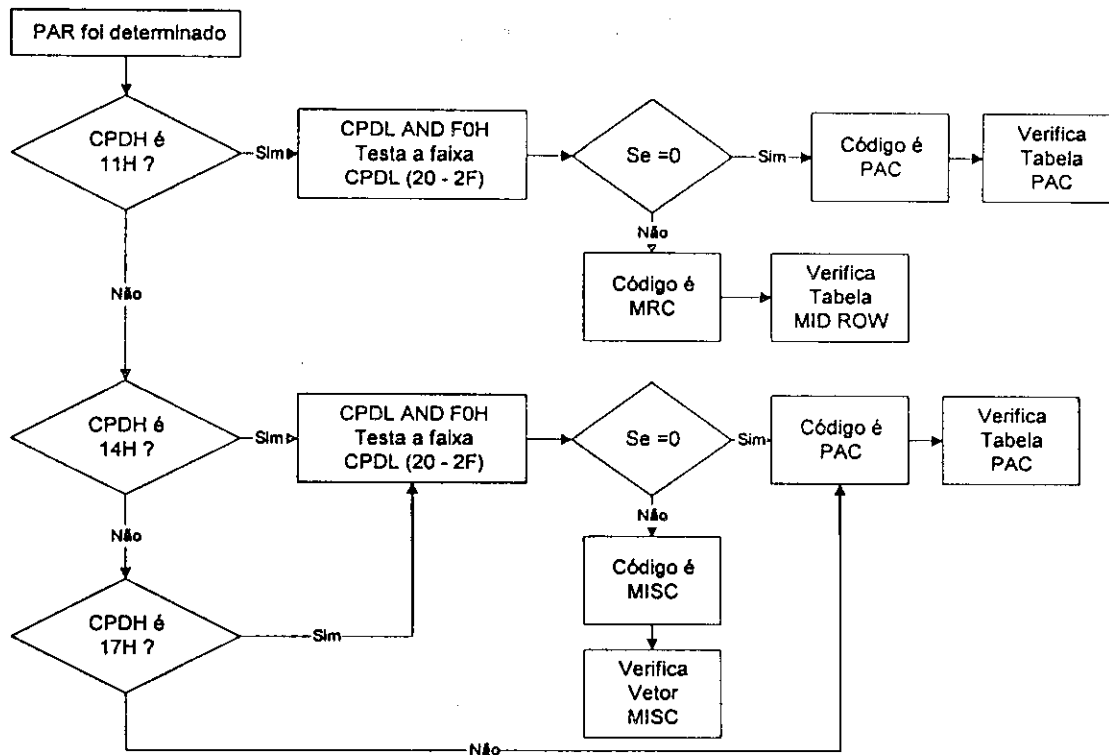 PAR foi determinado
CPDH é
11H ?
Sim
CPDL AND F0H
Testa a faixa
CPDL (20 - 2F)
Se =0
Sim
Código é
PAC
Verifica
Tabela
PAC
Não
Código é
MRC
Verifica
Tabela
MID ROW
Não
CPDH é
14H ?
Sim
CPDL AND F0H
Testa a faixa
CPDL (20 - 2F)
Se =0
Sim
Código é
PAC
Verifica
Tabela
PAC
Não
Não
Código é
MISC
CPDH é
17H ?
Sim
Verifica
Vetor
MISC
Não